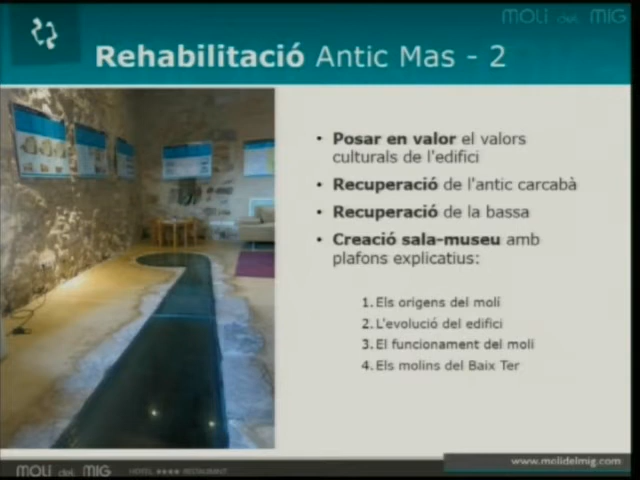 MOLi del MIG
Rehabilitació Antic Mas - 2
• Posar en valor el valors
culturals de l'edifici
• Recuperació de l'antic carcabà
• Recuperació de la bassa
• Creació sala-museu amb
plafons explicatius:
1. Els origens del molí
2. L'evolució del edifici
3. El funcionament del molí
4. Els molins del Baix Ter
www.molidelmig.com
MOLi del MIG HOTEL ★★★★ RESTAURANT